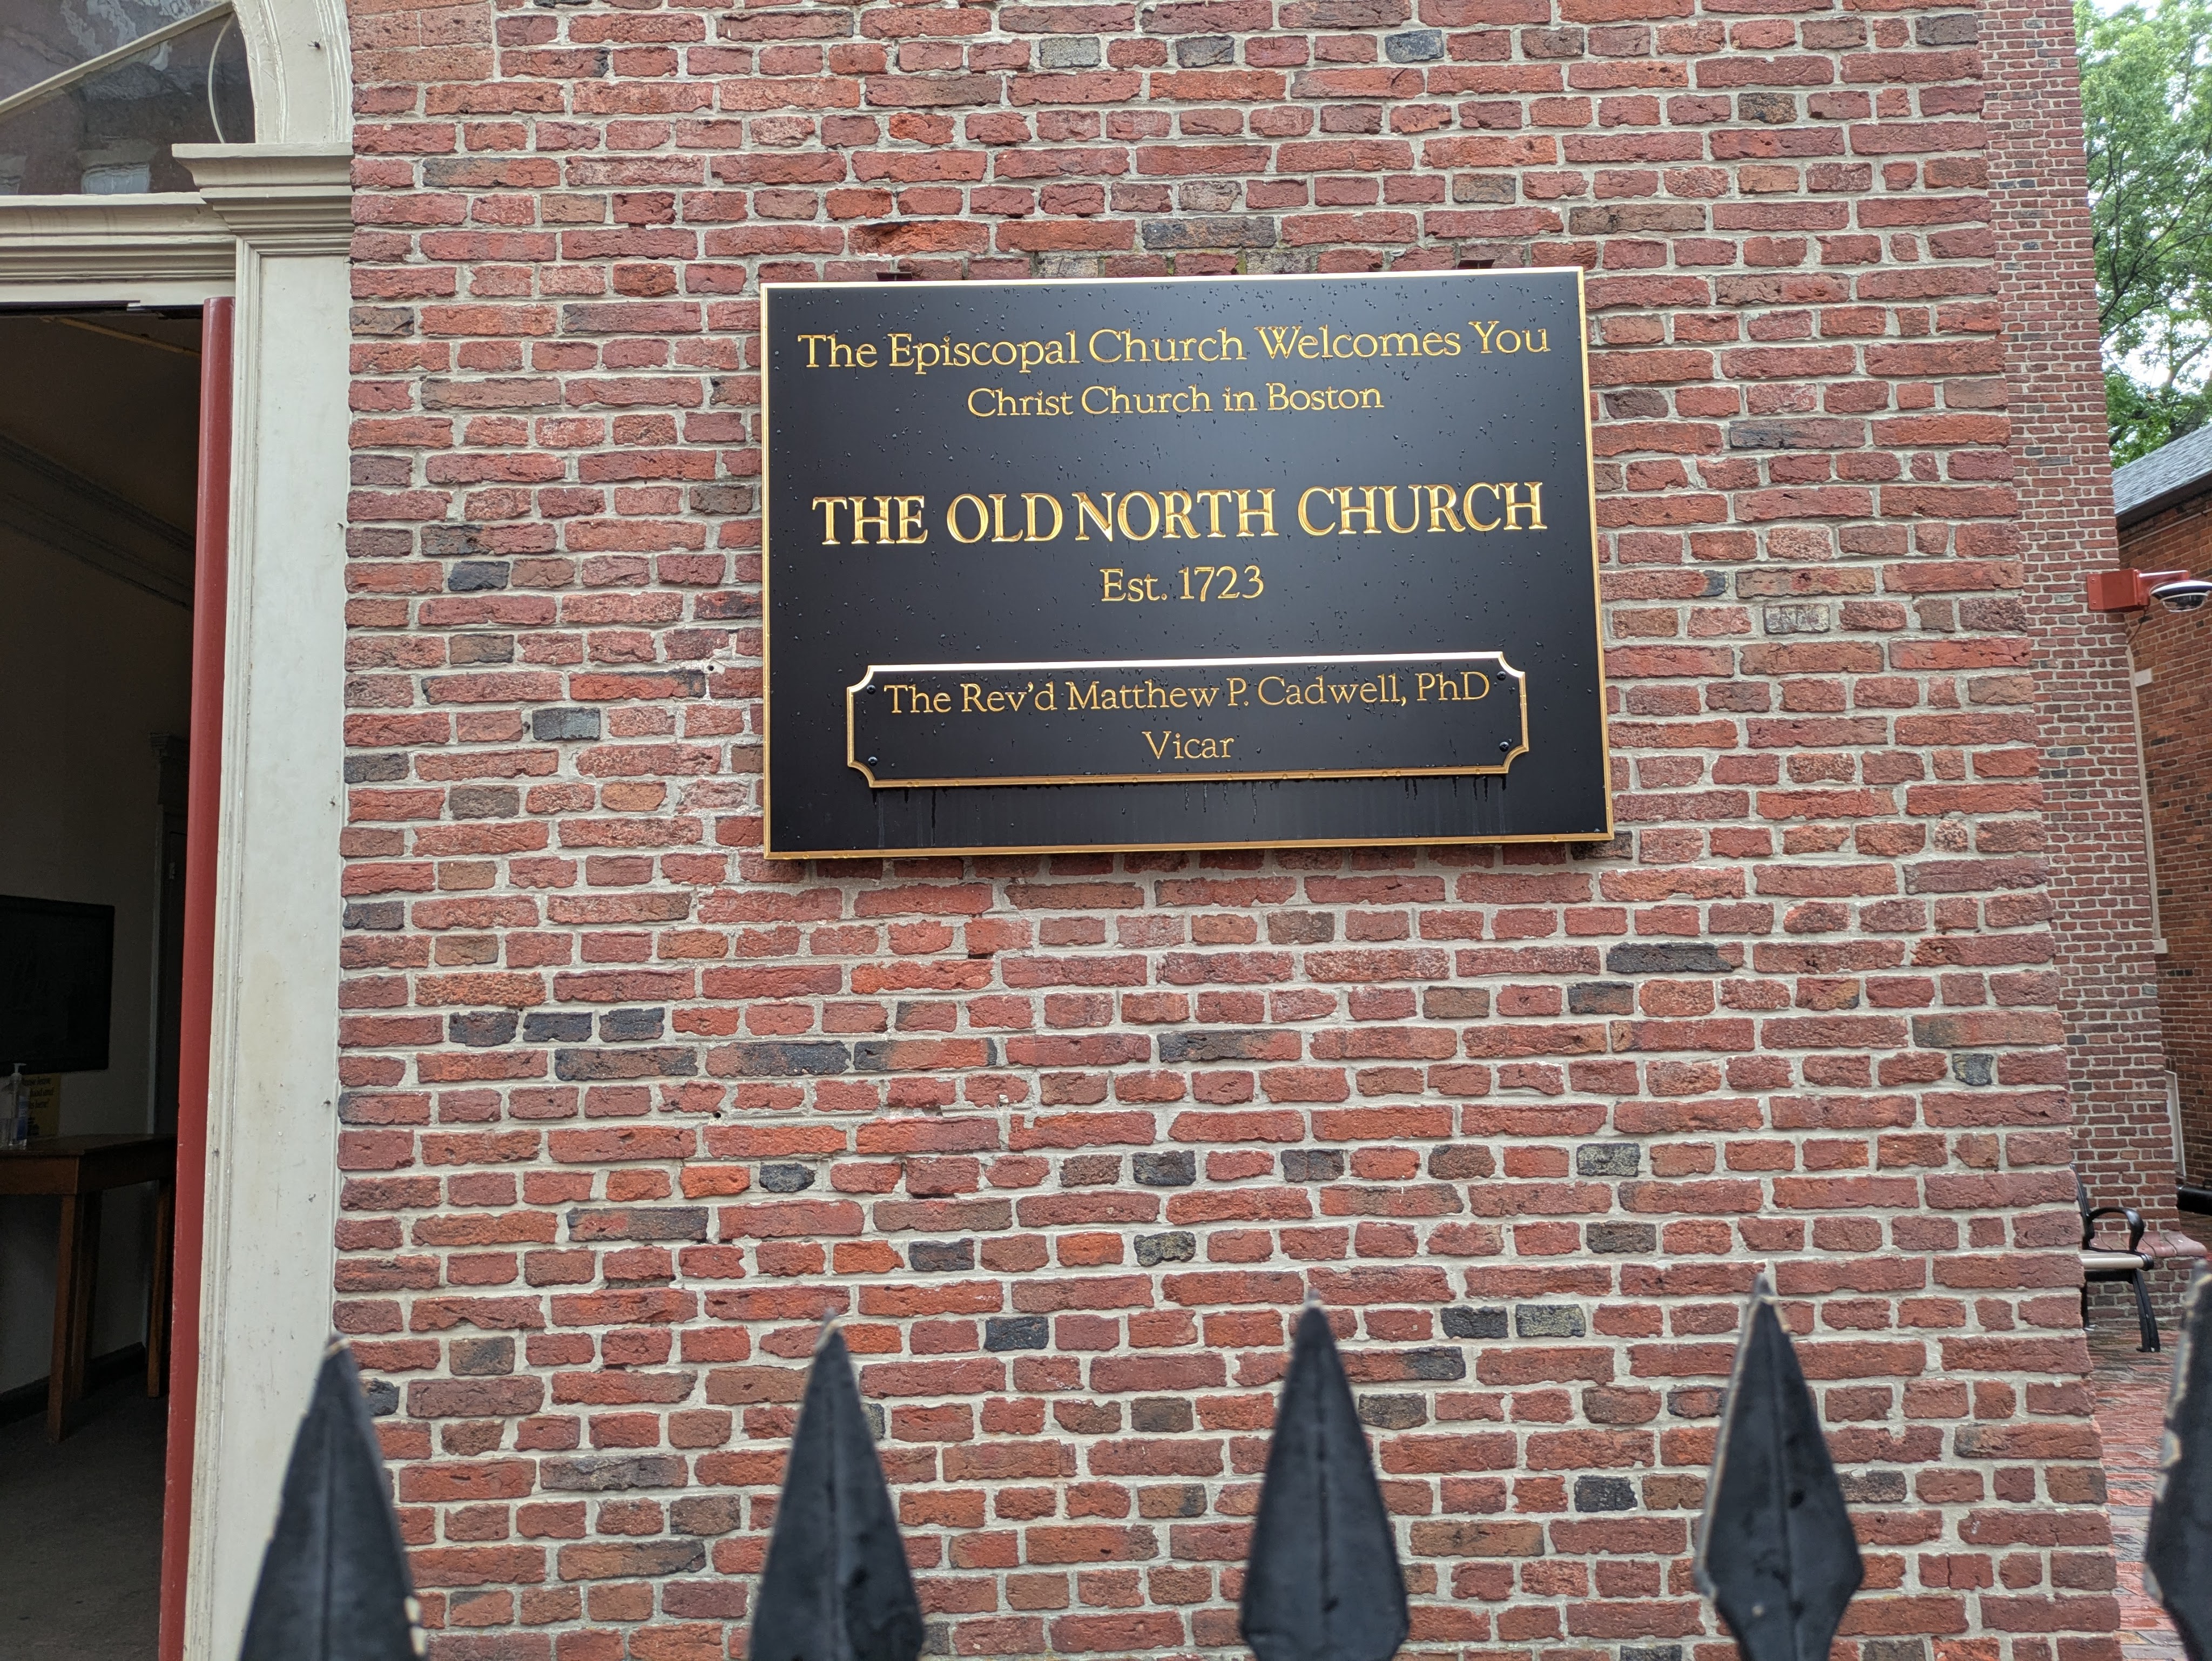 The Episcopal Church Welcomes You
Christ Church in Boston
THE OLD NORTH CHURCH
Est. 1723
The Rev'd Matthew P. Cadwell, PhD
Vicar